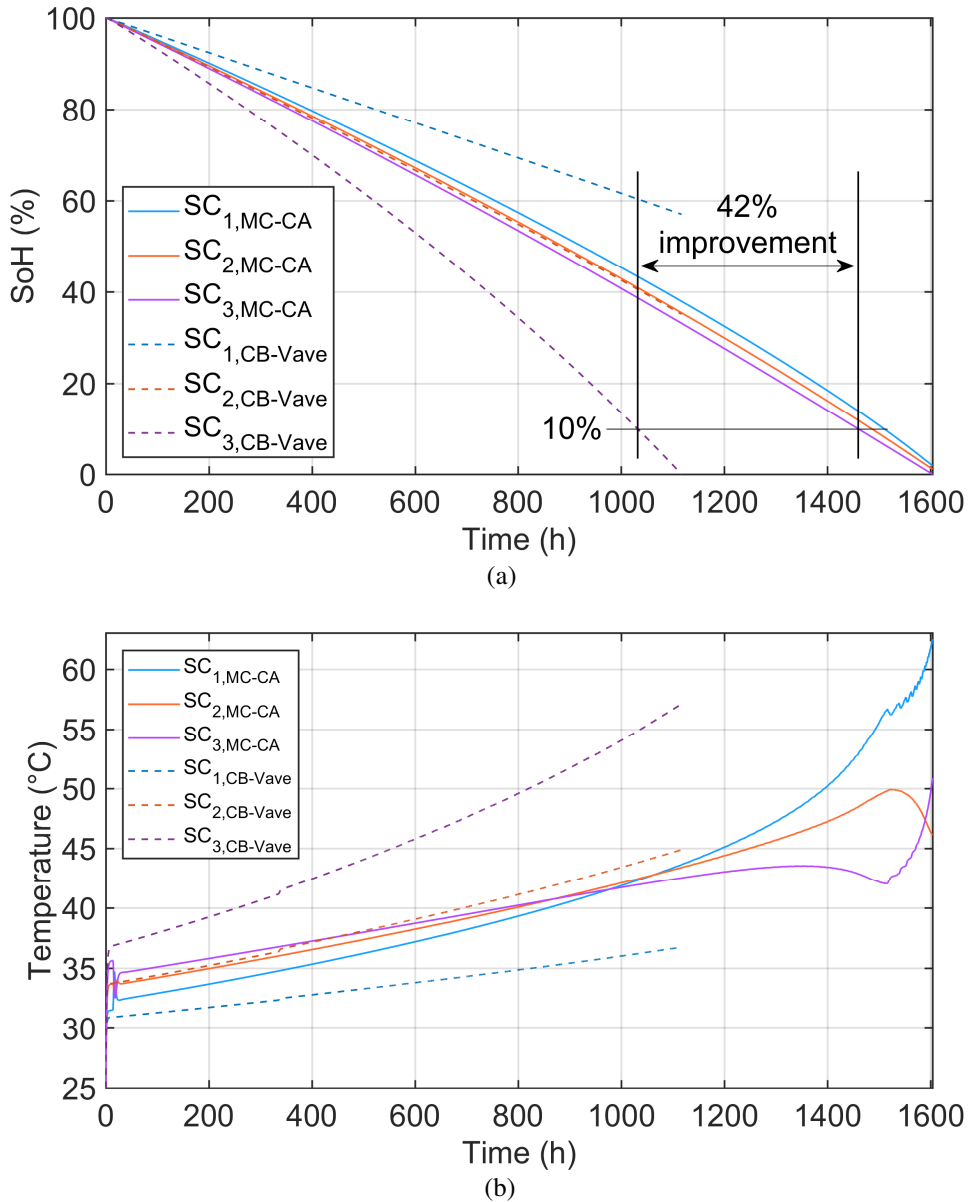 100
80
60
40
20
0
SoH (%)
SC1,MC-CA
SC2,MC-CA
SC3,MC-CA
SC1,CB-Vave
SC2,CB-Vave
SC3,CB-Vave
42%
improvement
10%
0 200 400 600 800 1000 1200 1400 1600
Time (h)
(a)
60
55
50
45
40
35
30
25
Temperature (°C)
SC1,MC-CA
SC2,MC-CA
SC3,MC-CA
SC1,CB-Vave
SC2,CB-Vave
SC3,CB-Vave
0 200 400 600 800 1000 1200 1400 1600
Time (h)
(b)